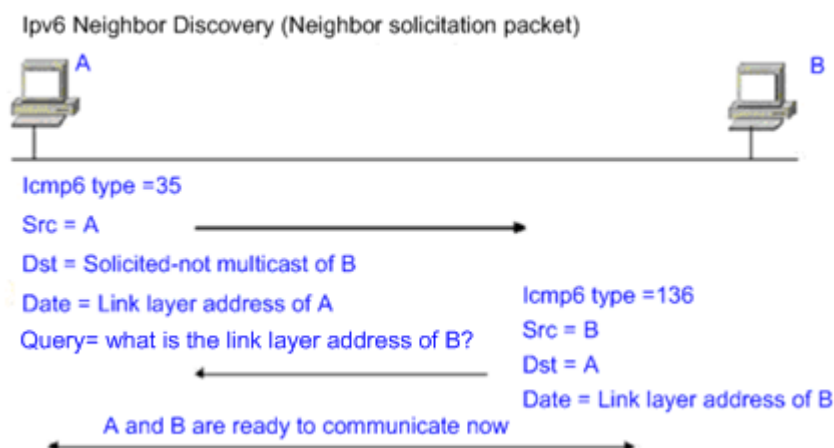 Ipv6 Neighbor Discovery (Neighbor solicitation packet)
A
B
Icmp6 type =35
Src = A
Dst = Solicited-not multicast of B
Date = Link layer address of A
Query= what is the link layer address of B?
Icmp6 type =136
Src = B
Dst = A
Date = Link layer address of B
A and B are ready to communicate now